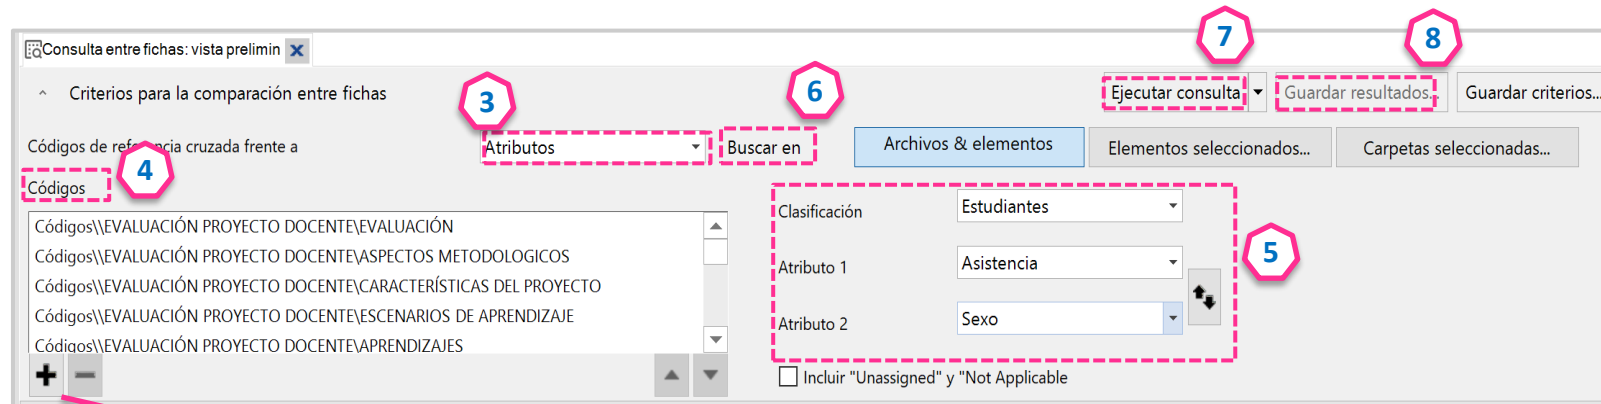 7
8
Consulta entre fichas: vista prelimin
Criterios para la comparación entre fichas
3
6
Ejecutar consulta
Guardar resultados...
Guardar criterios...
Códigos de referencia cruzada frente a
Atributos
Buscar en
Archivos & elementos
Elementos seleccionados...
Carpetas seleccionadas...
4
Códigos
Clasificación
Estudiantes
Códigos\\EVALUACIÓN PROYECTO DOCENTE\EVALUACIÓN
Códigos\\EVALUACIÓN PROYECTO DOCENTE\ASPECTOS METODOLOGICOS
Códigos\\EVALUACIÓN PROYECTO DOCENTE\CARACTERÍSTICAS DEL PROYECTO
Códigos\\EVALUACIÓN PROYECTO DOCENTE\ESCENARIOS DE APRENDIZAJE
Códigos\\EVALUACIÓN PROYECTO DOCENTE\APRENDIZAJES
Atributo 1
Asistencia
5
Atributo 2
Sexo
Incluir "Unassigned" y "Not Applicable